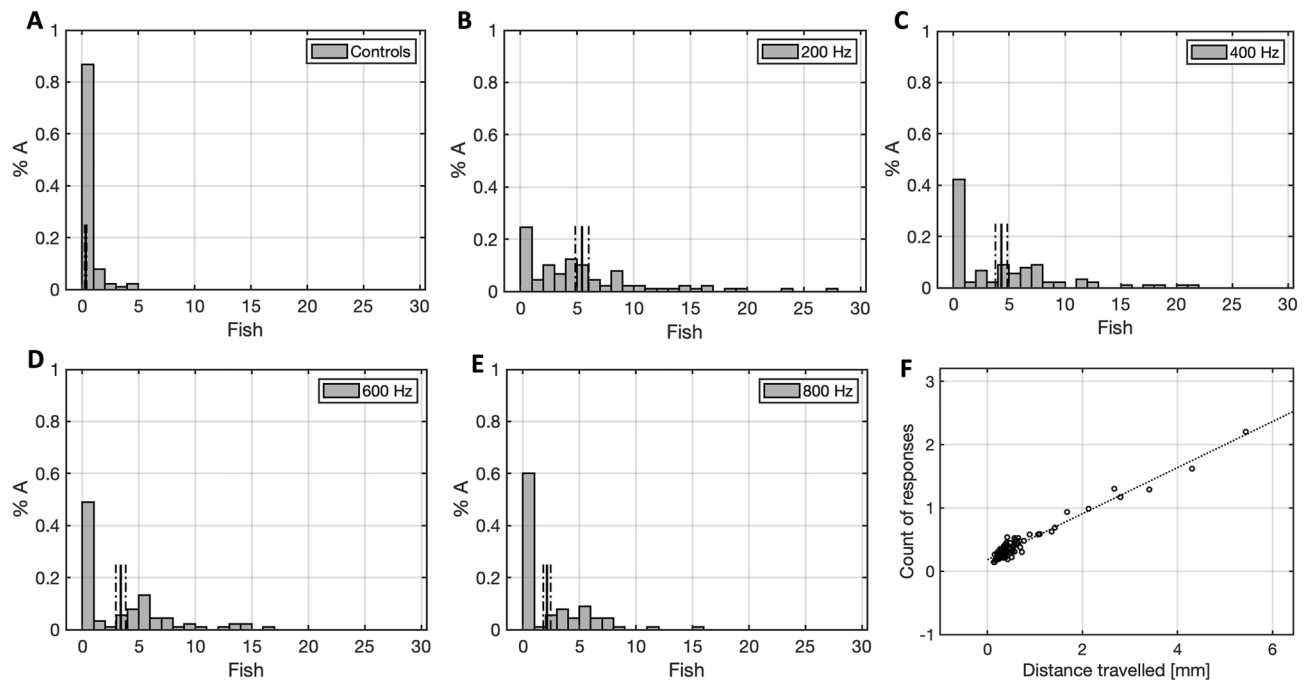 A
1
0.8
0.6
0.4
0.2
0
% A
Controls
0 5 10 15 20 25 30
Fish
B
1
0.8
0.6
0.4
0.2
0
% A
200 Hz
0 5 10 15 20 25 30
Fish
C
1
0.8
0.6
0.4
0.2
0
% A
400 Hz
0 5 10 15 20 25 30
Fish
D
1
0.8
0.6
0.4
0.2
0
% A
600 Hz
0 5 10 15 20 25 30
Fish
E
1
0.8
0.6
0.4
0.2
0
% A
800 Hz
0 5 10 15 20 25 30
Fish
F
3
2
1
0
-1
Count of responses
0 2 4 6
Distance travelled [mm]